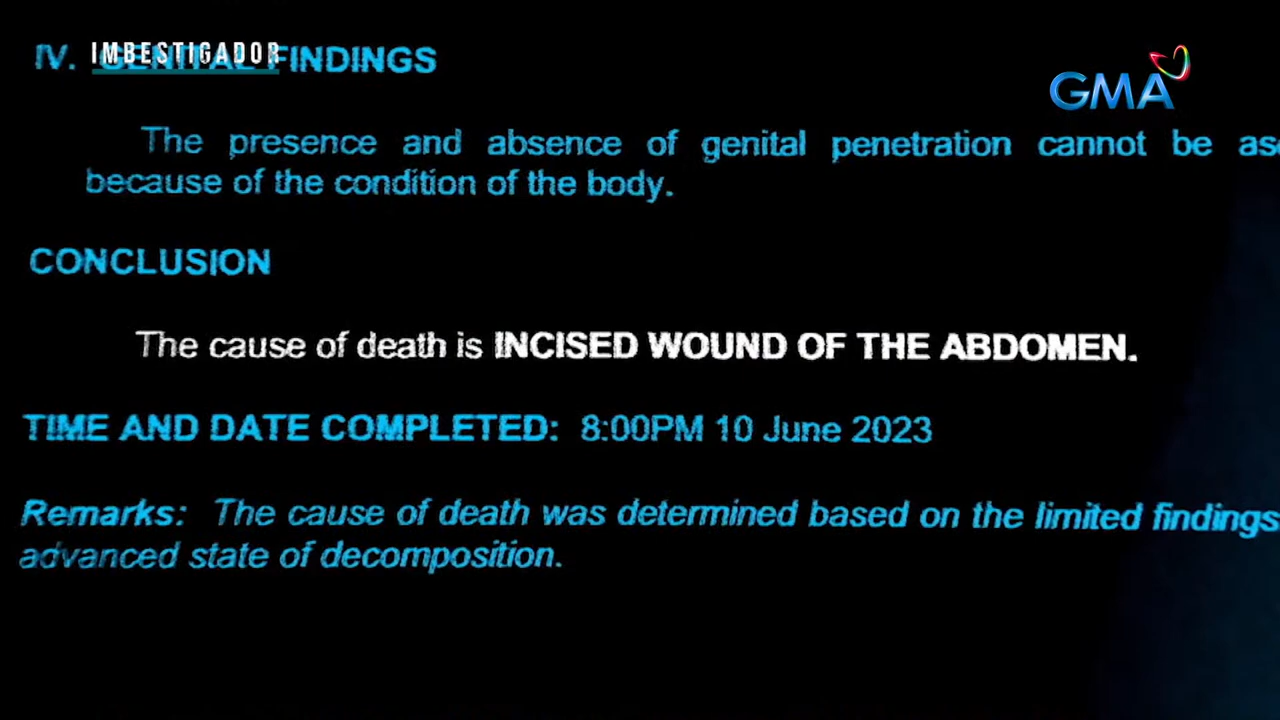 IMBESTIGADOR
GMA
IV. GENITAL FINDINGS
The presence and absence of genital penetration cannot be
because of the condition of the body.
CONCLUSION
The cause of death is INCISED WOUND OF THE ABDOMEN.
TIME AND DATE COMPLETED: 8:00PM 10 June 2023
Remarks: The cause of death was determined based on the limited findings
advanced state of decomposition.